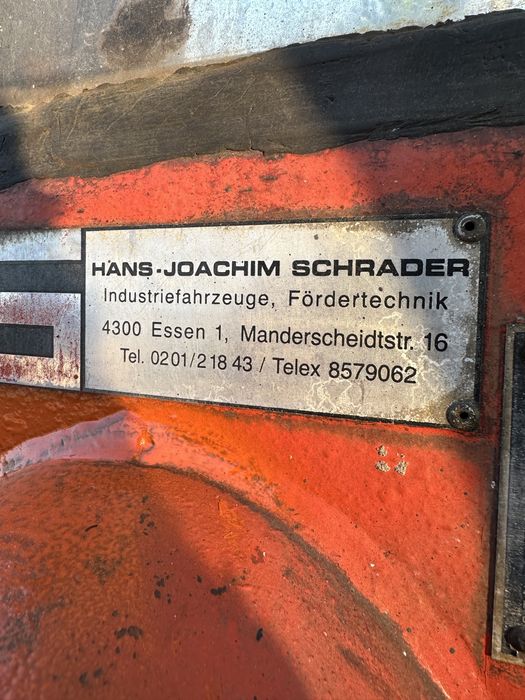 HANS-JOACHIM SCHRADER
Industriefahrzeuge, Fördertechnik
4300 Essen 1, Manderscheidtstr. 16
Tel. 0201/21843 / Telex 8579062